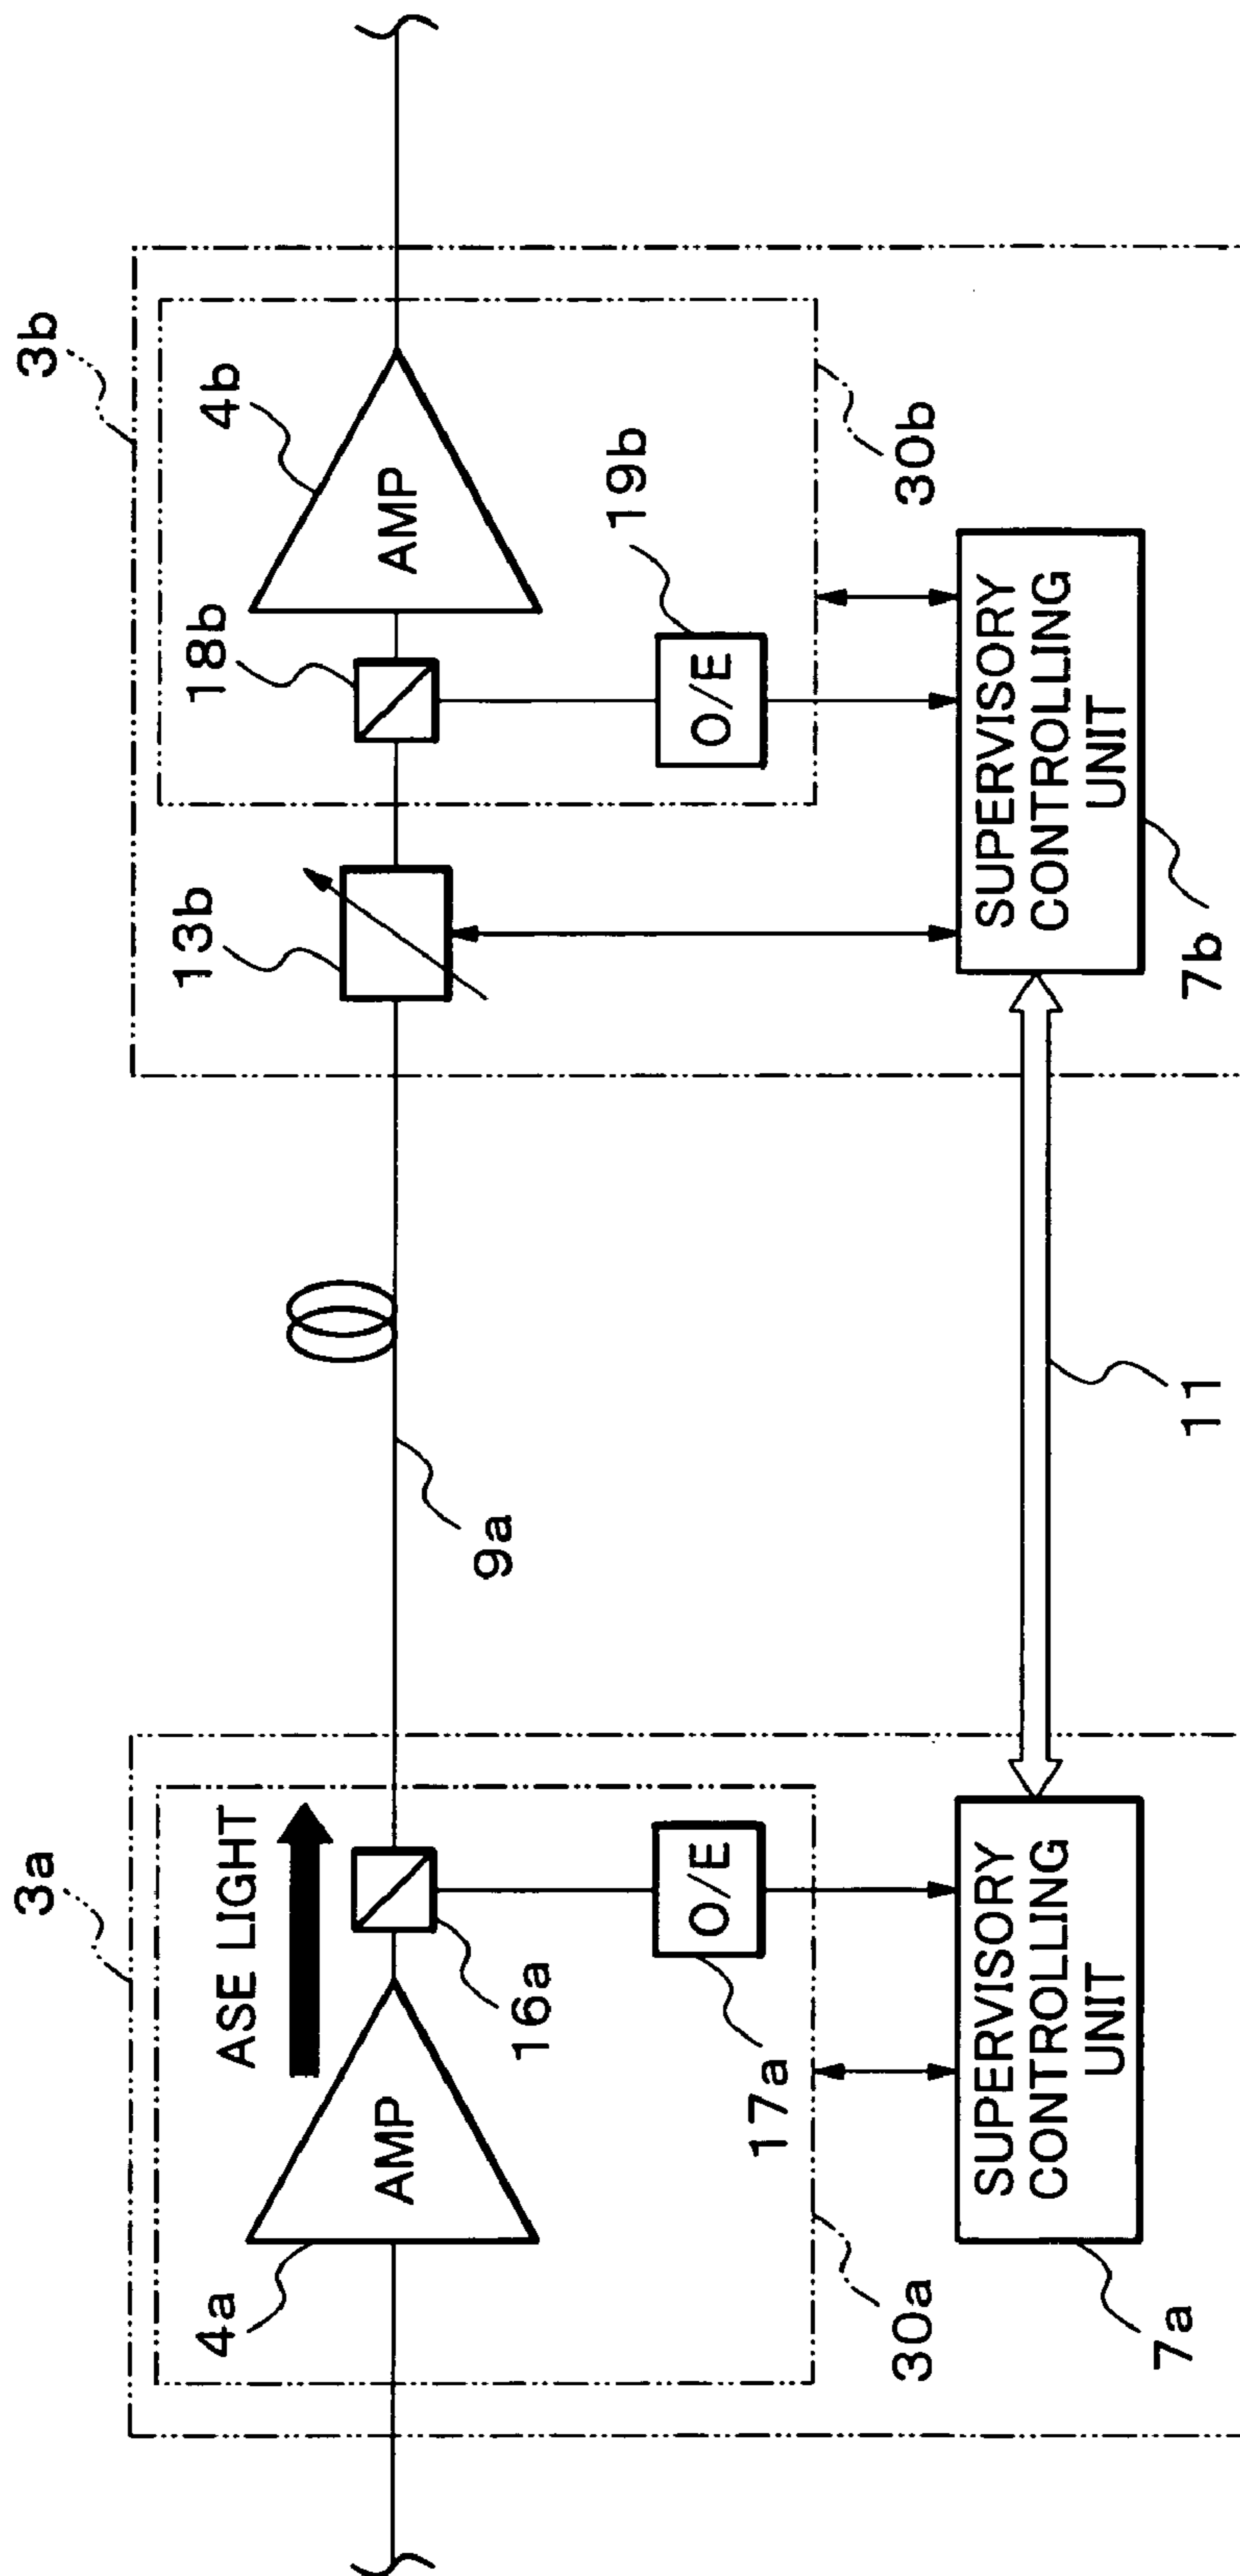 3a
3b
ASE LIGHT
4a
AMP
16a
17a
O/E
30a
9a
13b
18b
4b
AMP
19b
O/E
30b
SUPERVISORY
CONTROLLING
UNIT
7a
11
SUPERVISORY
CONTROLLING
UNIT
7b